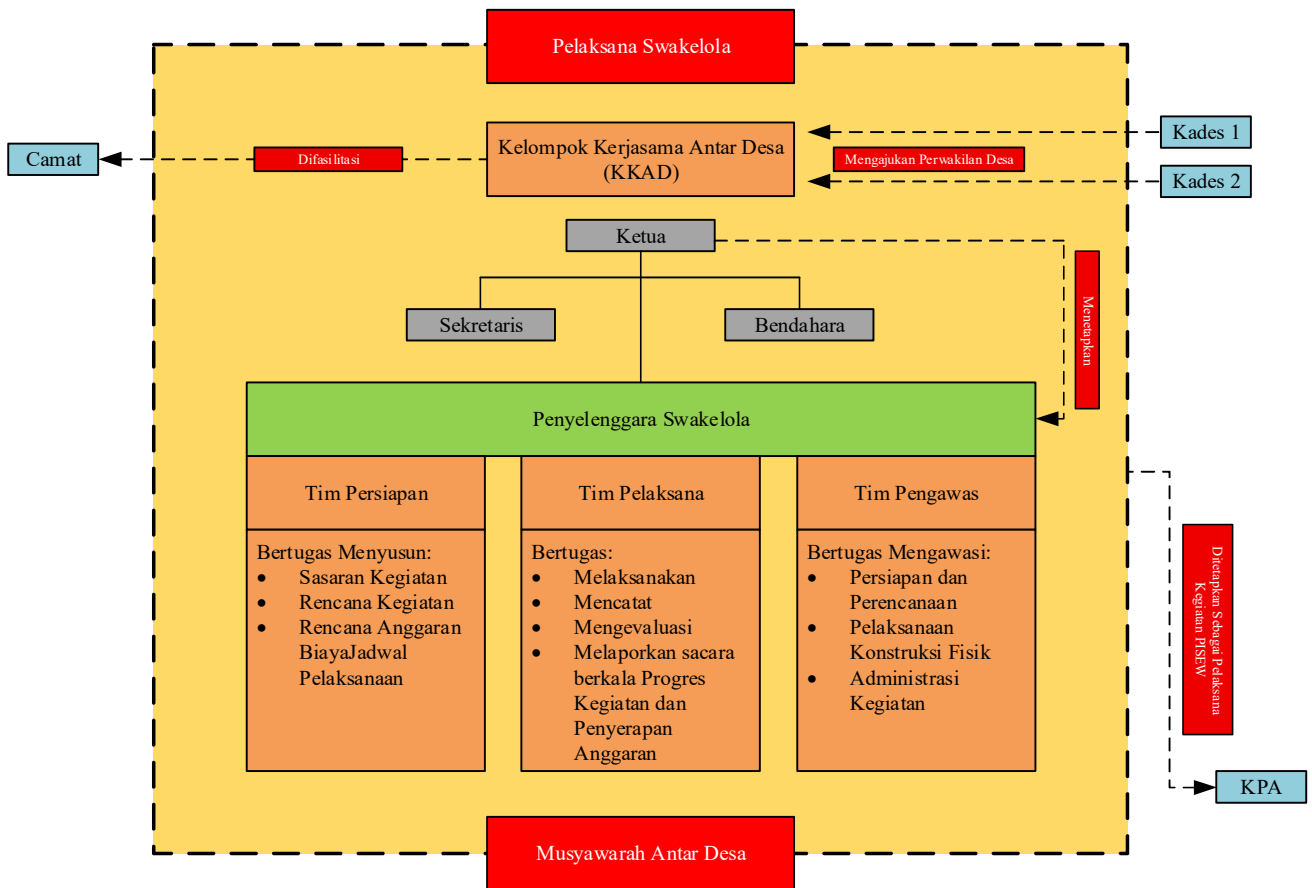 Pelaksana Swakelola
Kelompok Kerjasama Antar Desa
(KKAD)
Camat
Difasilitasi
Mengajukan Perwakilan Desa
Kades 1
Kades 2
Ketua
Sekretaris
Bendahara
Menetapkan
Penyelenggara Swakelola
Tim Persiapan
Bertugas Menyusun:
• Sasaran Kegiatan
• Rencana Kegiatan
• Rencana Anggaran
BiayaJadwal
Pelaksanaan
Tim Pelaksana
Bertugas:
• Melaksanakan
• Mencatat
• Mengevaluasi
• Melaporkan sacara
berkala Progres
Kegiatan dan
Penyerapan
Anggaran
Tim Pengawas
Bertugas Mengawasi:
• Persiapan dan
Perencanaan
• Pelaksanaan
Konstruksi Fisik
• Administrasi
Kegiatan
Ditetapkan Sebagai Pelaksana
Kegiatan PISEW
KPA
Musyawarah Antar Desa